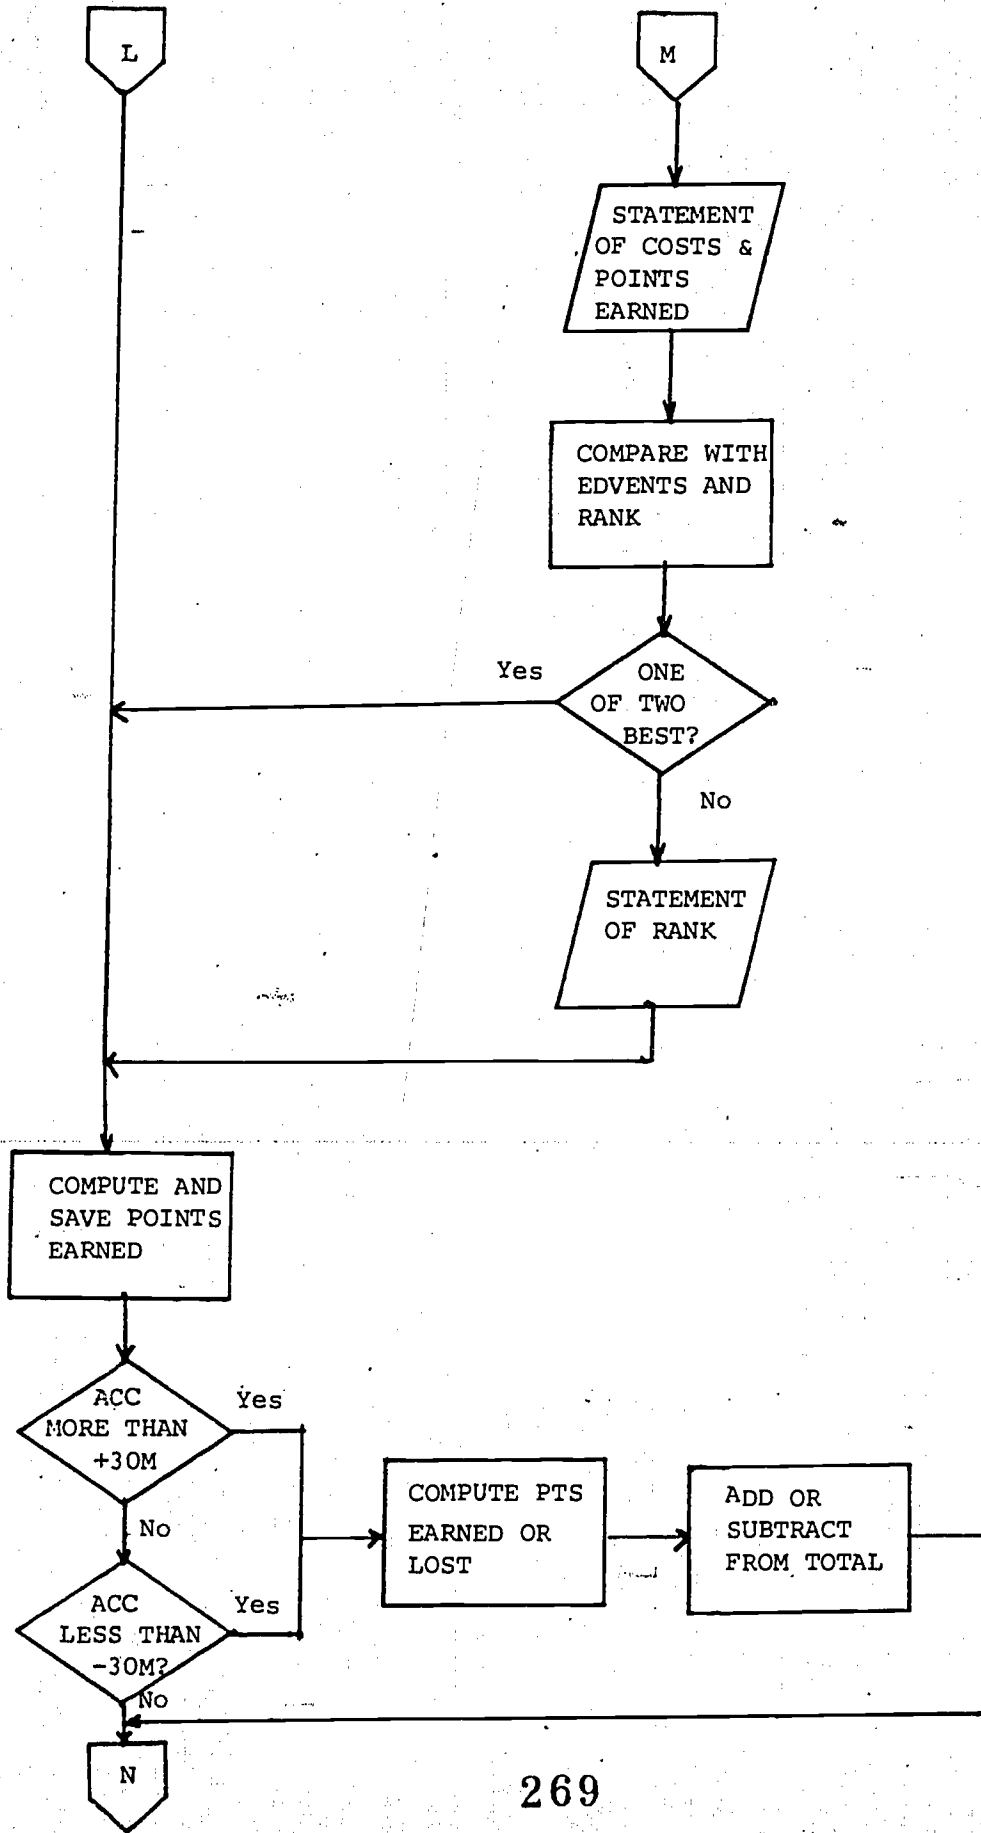 L
M
STATEMENT
OF COSTS &
POINTS
EARNED
COMPARE WITH
EDVENTS AND
RANK
Yes
ONE
OF TWO
BEST?
No
STATEMENT
OF RANK
COMPUTE AND
SAVE POINTS
EARNED
ACC
MORE THAN
+30M
Yes
No
COMPUTE PTS
EARNED OR
LOST
ADD OR
SUBTRACT
FROM TOTAL
ACC
LESS THAN
-30M?
Yes
No
N
269